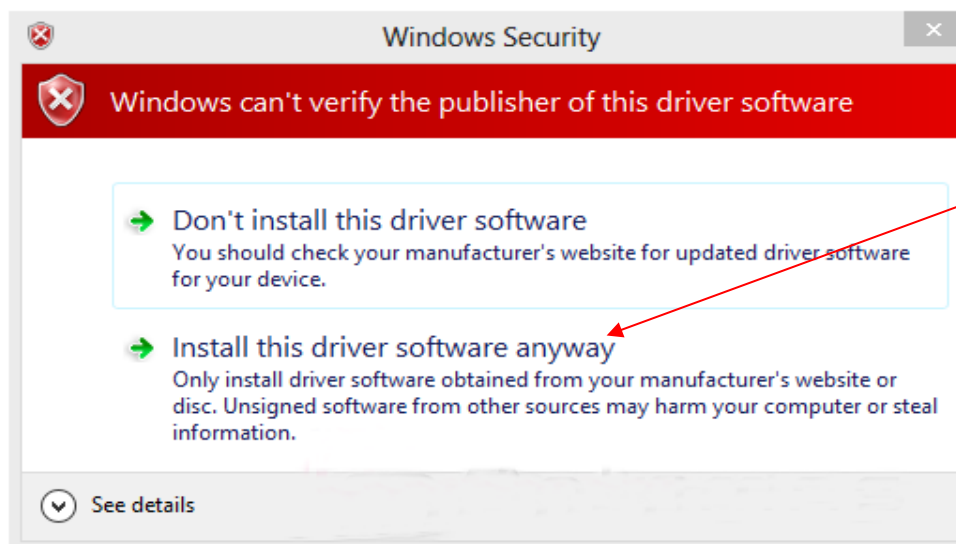 Windows Security
Windows can't verify the publisher of this driver software
Don't install this driver software
You should check your manufacturer's website for updated driver software
for your device.
Install this driver software anyway
Only install driver software obtained from your manufacturer's website or
disc. Unsigned software from other sources may harm your computer or steal
information.
See details